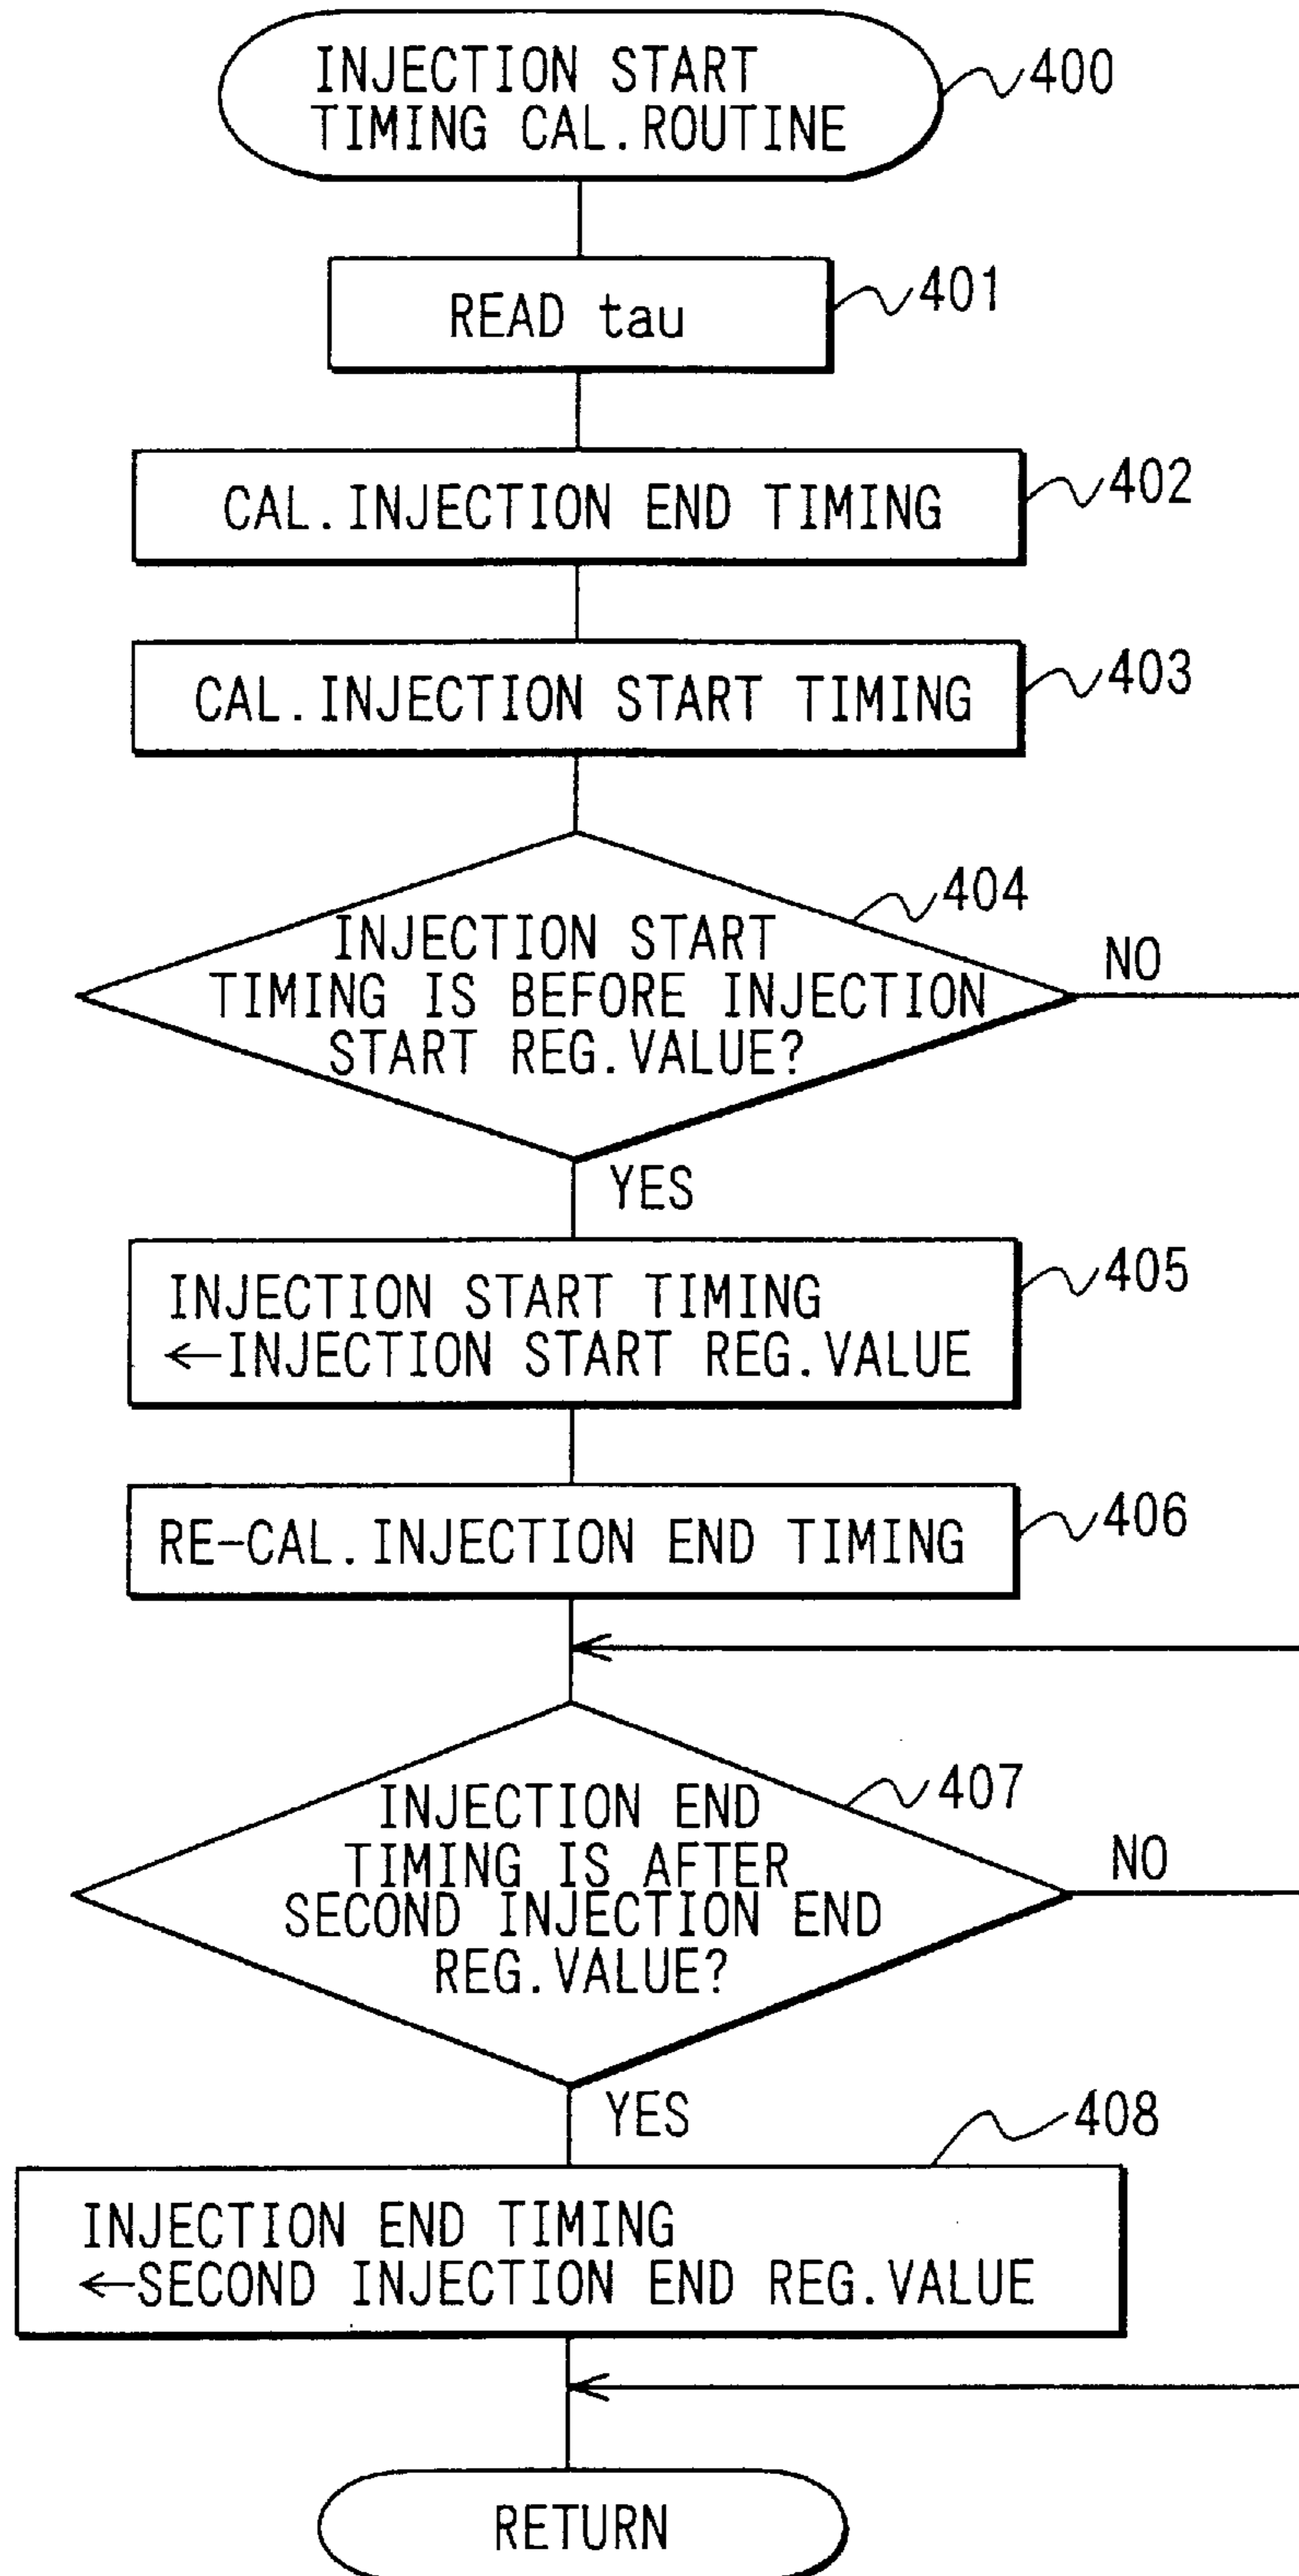 INJECTION START
TIMING CAL.ROUTINE
400
READ tau
401
CAL.INJECTION END TIMING
402
CAL.INJECTION START TIMING
403
404
INJECTION START
TIMING IS BEFORE INJECTION
START REG.VALUE?
NO
YES
INJECTION START TIMING
←INJECTION START REG.VALUE
405
RE-CAL.INJECTION END TIMING
406
407
INJECTION END
TIMING IS AFTER
SECOND INJECTION END
REG.VALUE?
NO
YES
408
INJECTION END TIMING
←SECOND INJECTION END REG.VALUE
RETURN